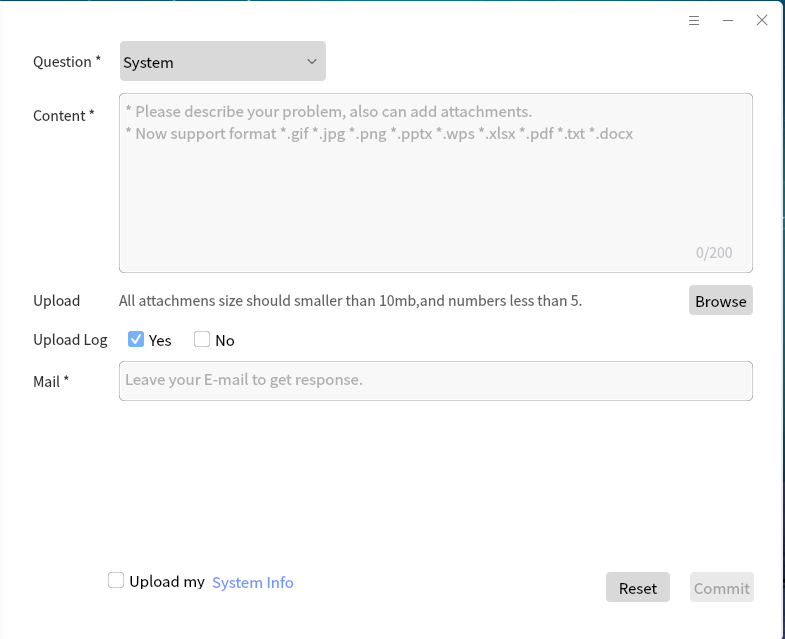 Question *
System
Content *
* Please describe your problem, also can add attachments.
* Now support format *.gif *.jpg *.png *.pptx *.wps *.xlsx *.pdf *.txt *.docx
0/200
Upload
All attachmens size should smaller than 10mb,and numbers less than 5.
Browse
Upload Log
Yes
No
Mail *
Leave your E-mail to get response.
Upload my System Info
Reset
Commit